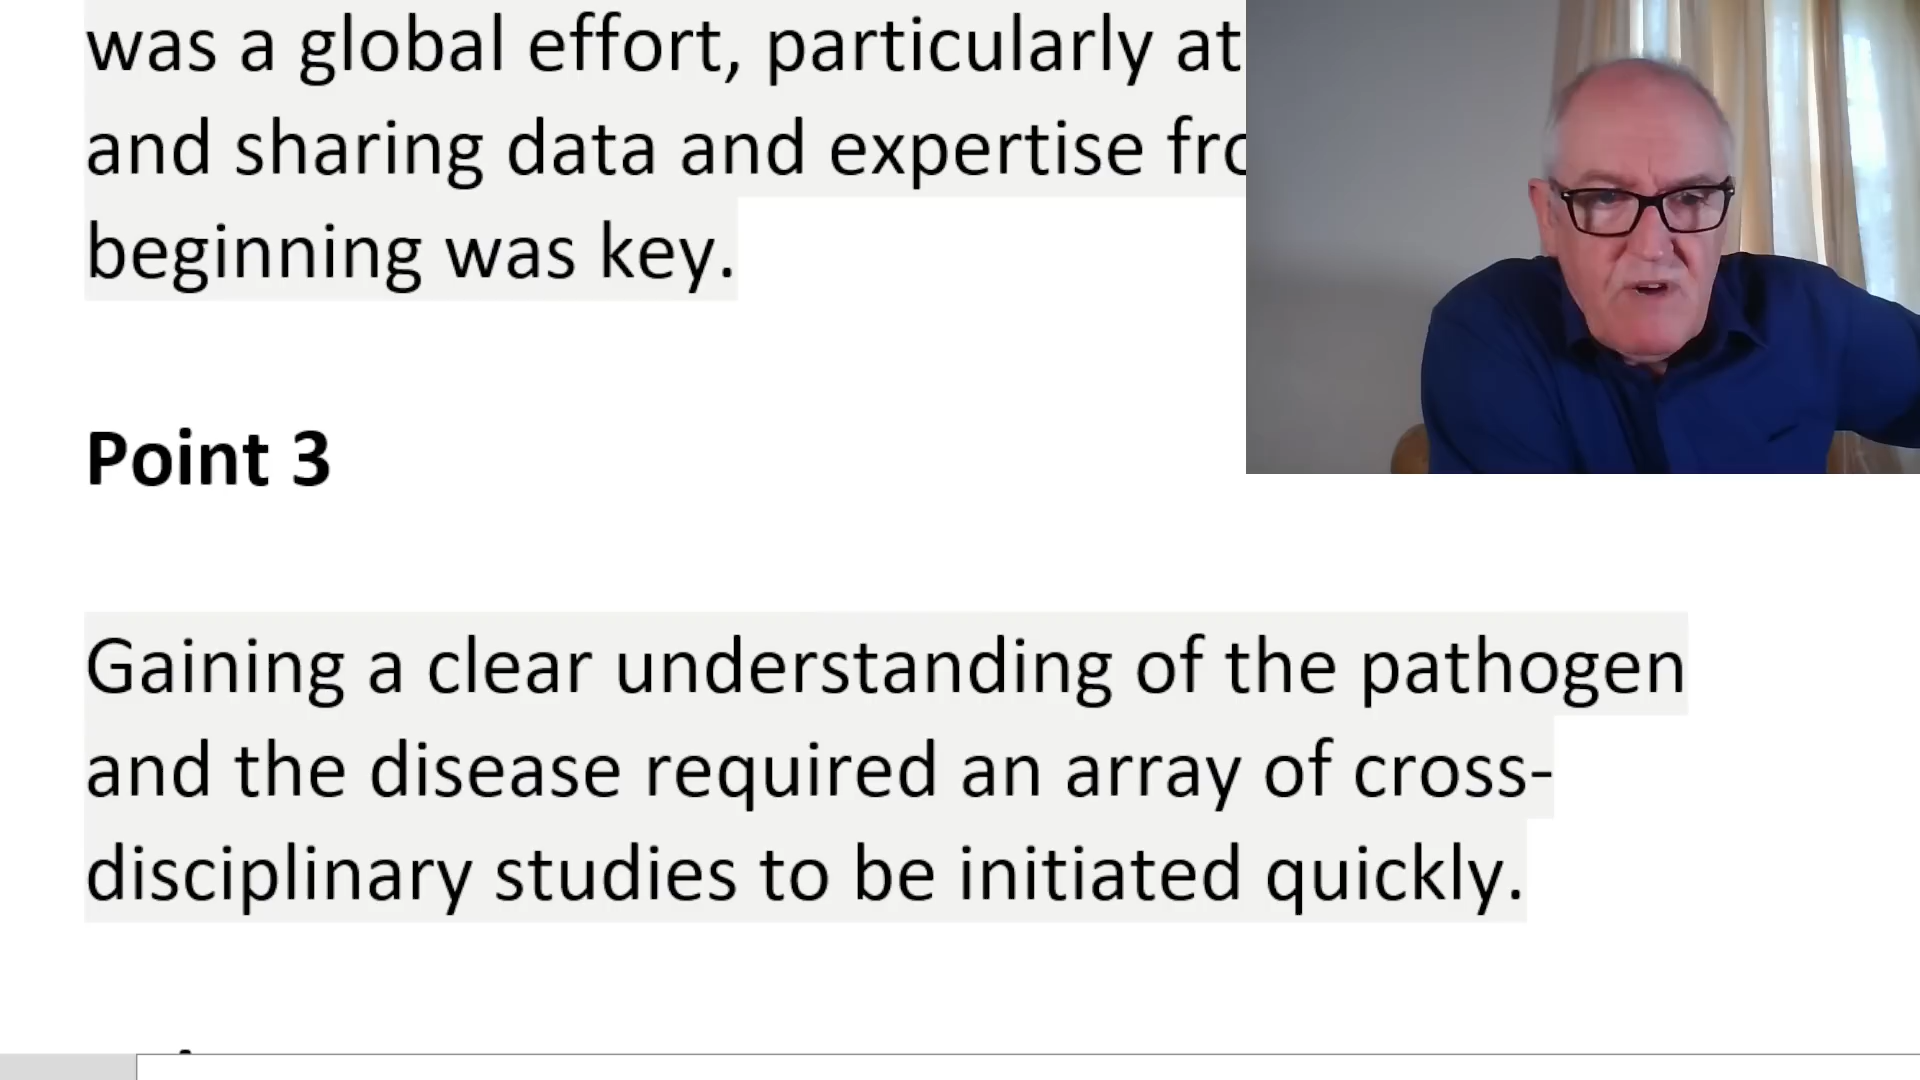 was a global effort, particularly at
and sharing data and expertise
beginning was key.
Point 3
Gaining a clear understanding of the pathogen
and the disease required an array of cross-
disciplinary studies to be initiated quickly.